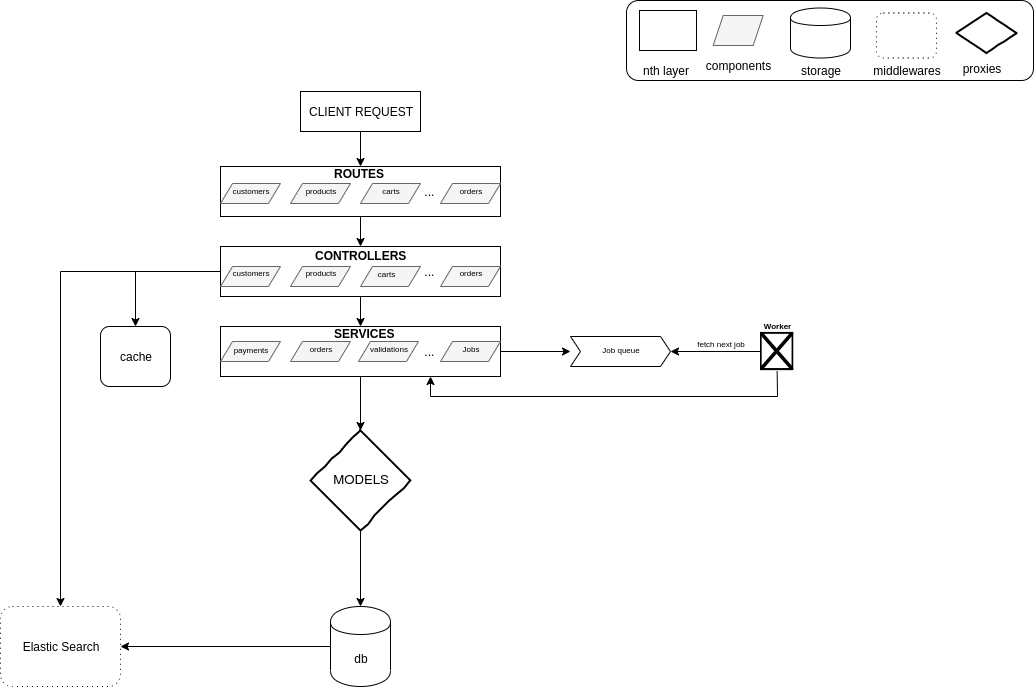 nth layer
components
storage
middlewares
proxies
CLIENT REQUEST
ROUTES
customers products carts ... orders
CONTROLLERS
customers products carts ... orders
SERVICES
payments orders validations ... Jobs
cache
Job queue
fetch next job
Worker
MODELS
Elastic Search
db